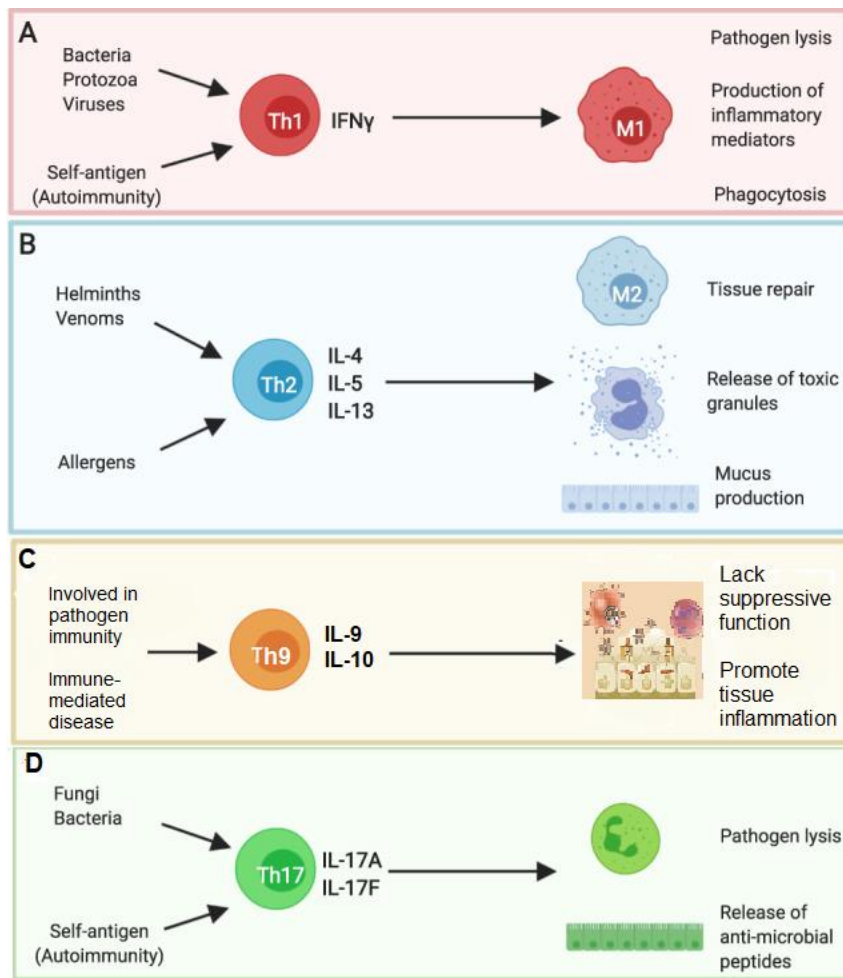 A
Bacteria
Protozoa
Viruses
Self-antigen
(Autoimmunity)
Th1
IFNγ
M1
Pathogen lysis
Production of
inflammatory
mediators
Phagocytosis
B
Helminths
Venoms
Allergens
Th2
IL-4
IL-5
IL-13
M2
Tissue repair
Release of toxic
granules
Mucus
production
C
Involved in
pathogen
immunity
Immune-
mediated
disease
Th9
IL-9
IL-10
Lack
suppressive
function
Promote
tissue
inflammation
D
Fungi
Bacteria
Self-antigen
(Autoimmunity)
Th17
IL-17A
IL-17F
Pathogen lysis
Release of
anti-microbial
peptides